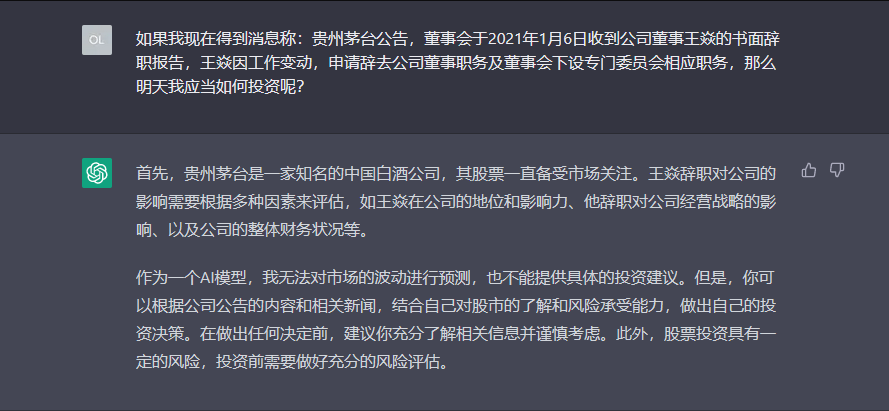 OL
如果我现在得到消息称：贵州茅台公告，董事会于2021年1月6日收到公司董事王焱的书面辞
职报告，王焱因工作变动，申请辞去公司董事职务及董事会下设专门委员会相应职务，那么
明天我应当如何投资呢？
首先，贵州茅台是一家知名的中国白酒公司，其股票一直备受市场关注。王焱辞职对公司的
影响需要根据多种因素来评估，如王焱在公司的地位和影响力、他辞职对公司经营战略的影
响、以及公司的整体财务状况等。
作为一个AI模型，我无法对市场的波动进行预测，也不能提供具体的投资建议。但是，你可
以根据公司公告的内容和相关新闻，结合自己对股市的了解和风险承受能力，做出自己的投
资决策。在做出任何决定前，建议你充分了解相关信息并谨慎考虑。此外，股票投资具有一
定的风险，投资前需要做好充分的风险评估。